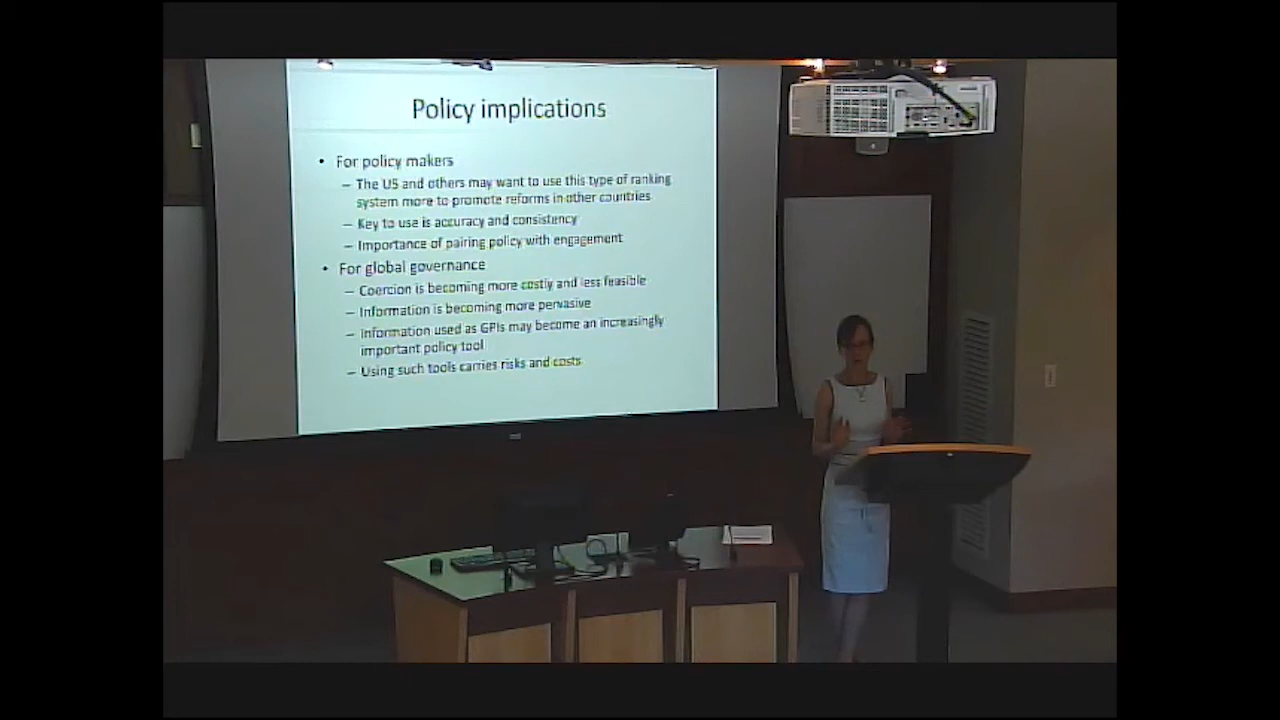 Policy implications
• For policy makers
– The US and others may want to use this type of ranking
system more to promote reforms in other countries
– Key to use is accuracy and consistency
– Importance of pairing policy with engagement
• For global governance
– Coercion is becoming more costly and less feasible
– Information is becoming more pervasive
– Information used as GPIs may become an increasingly
important policy tool
– Using such tools carries risks and costs